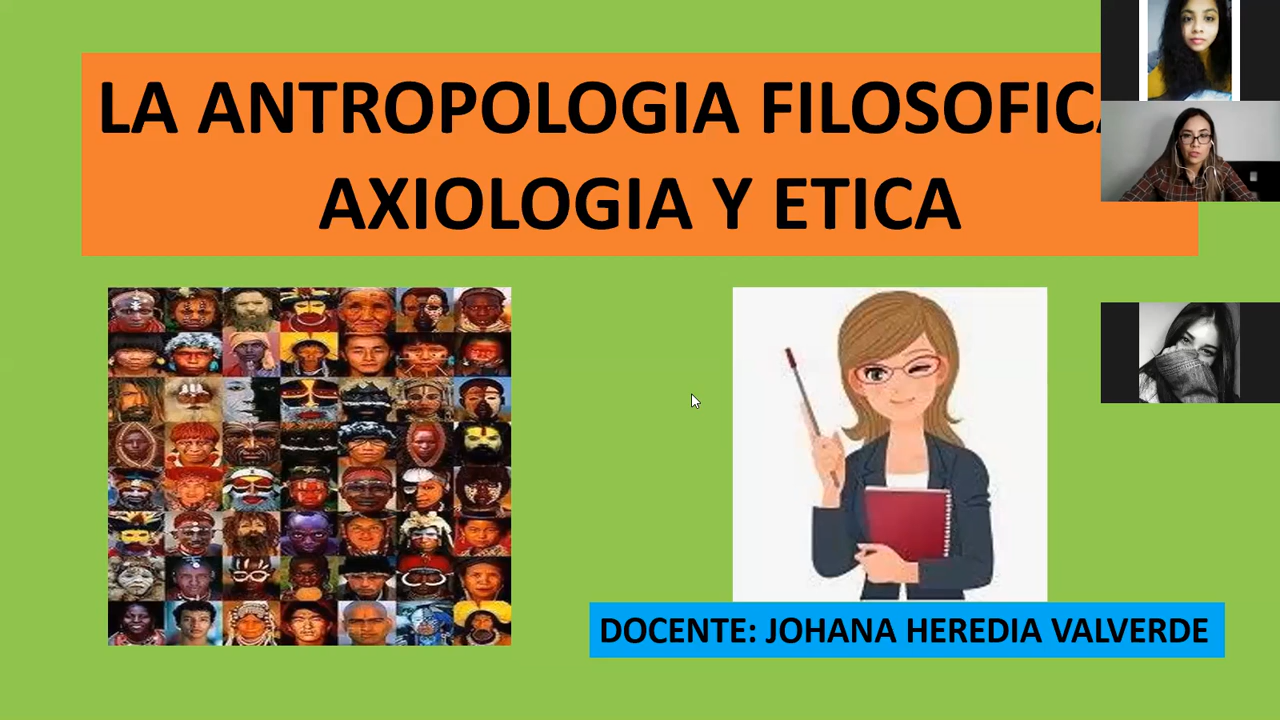 LA ANTROPOLOGIA FILOSOFICA
AXIOLOGIA Y ETICA
DOCENTE: JOHANA HEREDIA VALVERDE